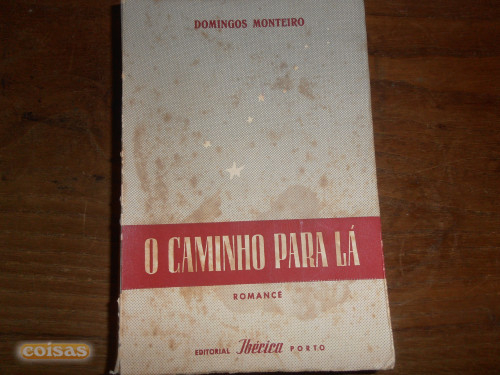 DOMINGOS MONTEIRO
O CAMINHO PARA LÁ
ROMANCE
EDITORIAL Ibérica PORTO
coisas